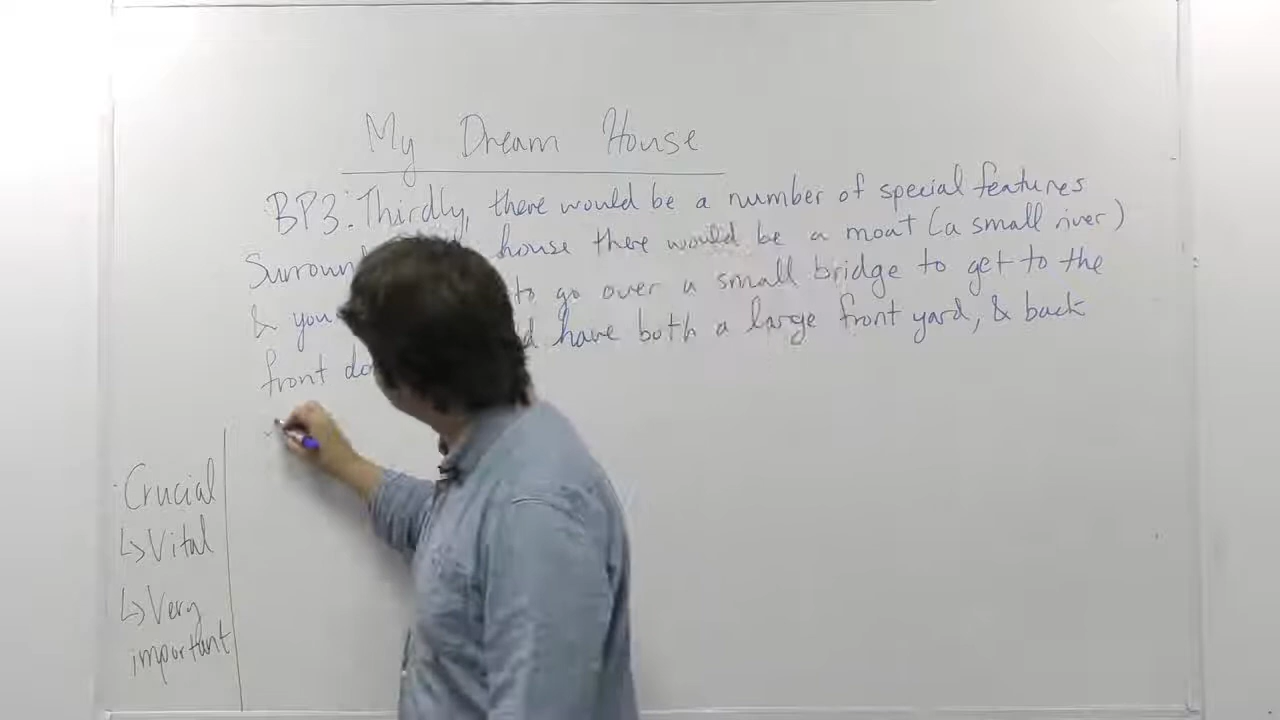 My Dream House
BP3: Thirdly, there would be a number of special features
house there would be a moat (a small river)
& you to go over a small bridge to get to the
front have both a large front yard, & back
Crucial
↳ Vital
↳ Very
important